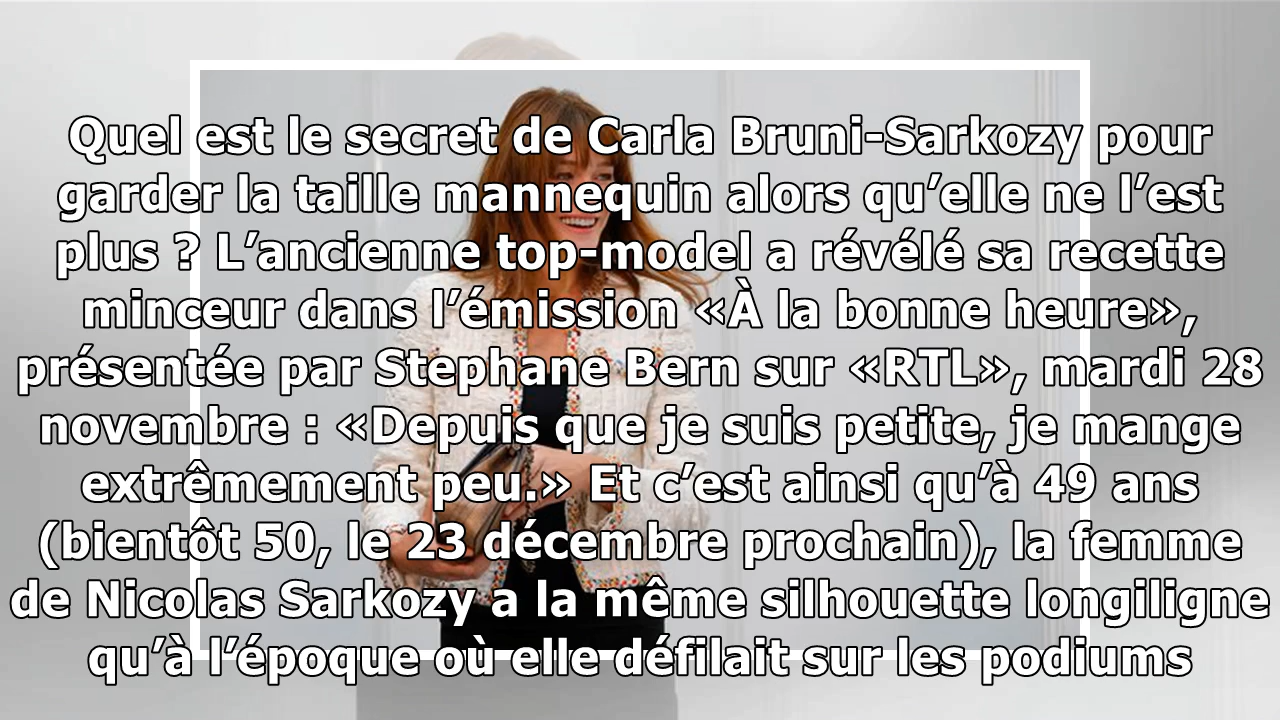 Quel est le secret de Carla Bruni-Sarkozy pour
garder la taille mannequin alors qu’elle ne l’est
plus ? L’ancienne top-model a révélé sa recette
minceur dans l’émission «À la bonne heure»,
présentée par Stephane Bern sur «RTL», mardi 28
novembre : «Depuis que je suis petite, je mange
extrêmement peu.» Et c’est ainsi qu’à 49 ans
(bientôt 50, le 23 décembre prochain), la femme
de Nicolas Sarkozy a la même silhouette longiligne
qu’à l’époque où elle défilait sur les podiums